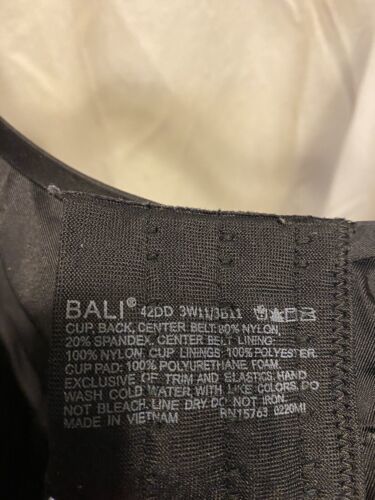 BALI® 42DD 3W11/3611
CUP, BACK, CENTER BELT: 80% NYLON,
20% SPANDEX. CENTER BELT LINING:
100% NYLON. CUP LININGS: 100% POLYESTER.
CUP PAD: 100% POLYURETHANE FOAM.
EXCLUSIVE OF TRIM AND ELASTICS. HAND
WASH COLD WATER, WITH LIKE COLORS. DO
NOT BLEACH. LINE DRY. DO NOT IRON.
MADE IN VIETNAM RN15763 0220MI